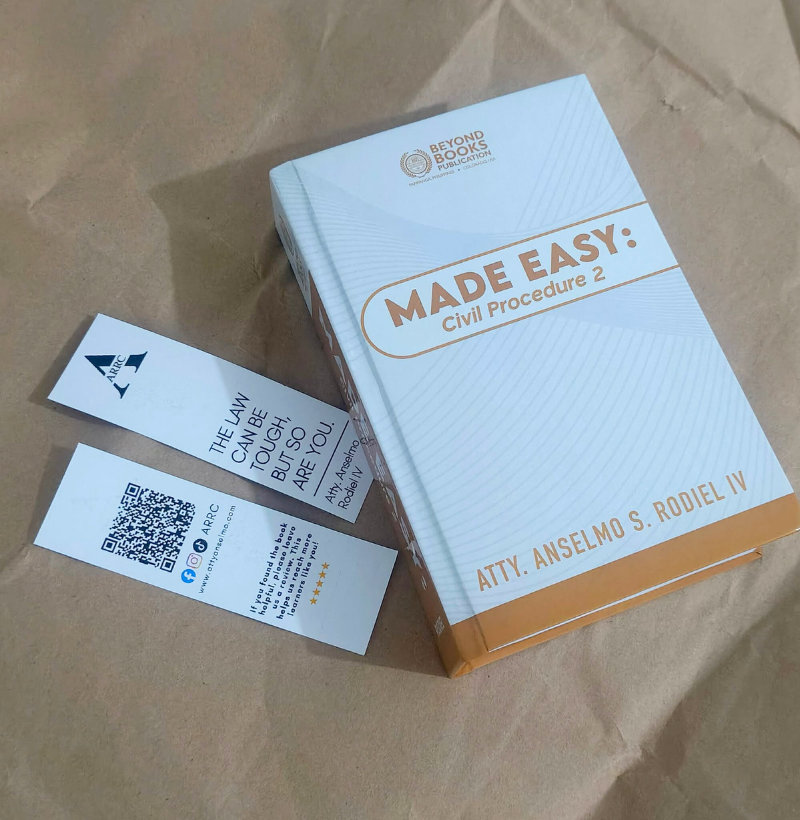 BEYOND
BOOKS
PUBLICATION
MADE EASY:
Civil Procedure 2
ATTY. ANSELMO S. RODIEL IV
ARRC
THE LAW
CAN BE
TOUGH,
BUT SO
ARE YOU.
Atty. Anselmo
Rodiel IV
ARRC
www.attyanselmo.com
If you found the book
helpful, please leave
us a review. This
helps us reach more
learners like you!